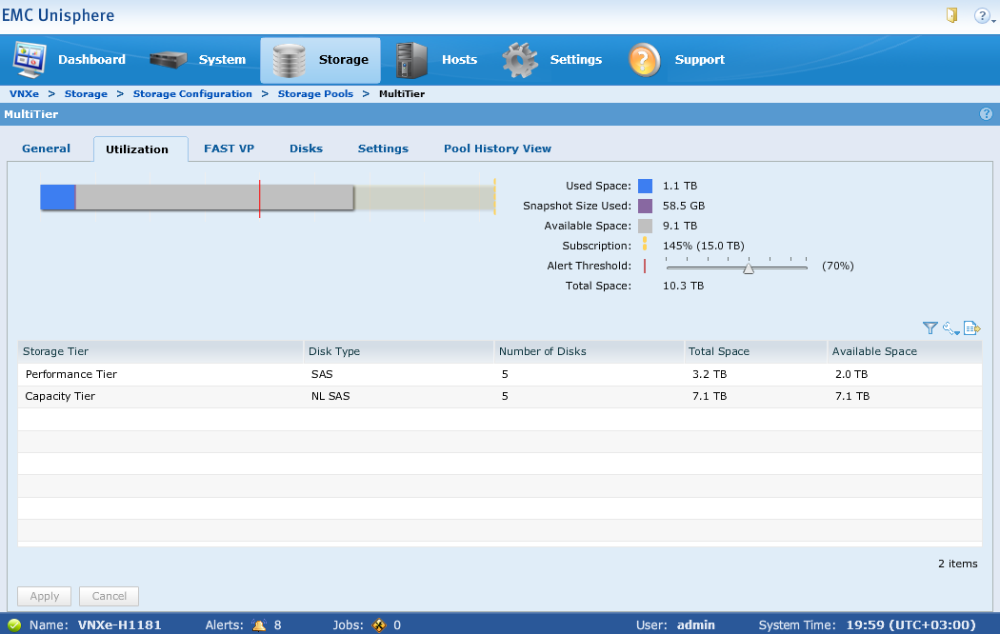 EMC Unisphere
Dashboard System Storage Hosts Settings Support
VNXe > Storage > Storage Configuration > Storage Pools > MultiTier
MultiTier
General Utilization FAST VP Disks Settings Pool History View
Used Space: 1.1 TB
Snapshot Size Used: 58.5 GB
Available Space: 9.1 TB
Subscription: 145% (15.0 TB)
Alert Threshold: (70%)
Total Space: 10.3 TB
Storage Tier Disk Type Number of Disks Total Space Available Space
Performance Tier SAS 5 3.2 TB 2.0 TB
Capacity Tier NL SAS 5 7.1 TB 7.1 TB
2 items
Apply Cancel
Name: VNXe-H1181 Alerts: 8 Jobs: 0 User: admin System Time: 19:59 (UTC+03:00)